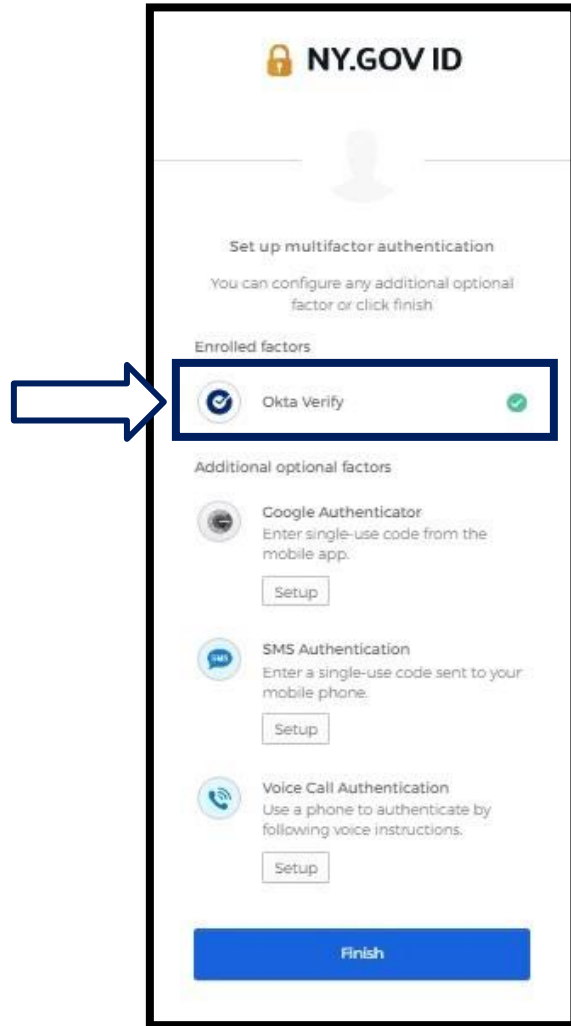 NY.GOV ID
Set up multifactor authentication
You can configure any additional optional
factor or click finish
Enrolled factors
Okta Verify
Additional optional factors
Google Authenticator
Enter single-use code from the
mobile app.
Setup
SMS
SMS Authentication
Enter a single-use code sent to your
mobile phone.
Setup
Voice Call Authentication
Use a phone to authenticate by
following voice instructions.
Setup
Finish